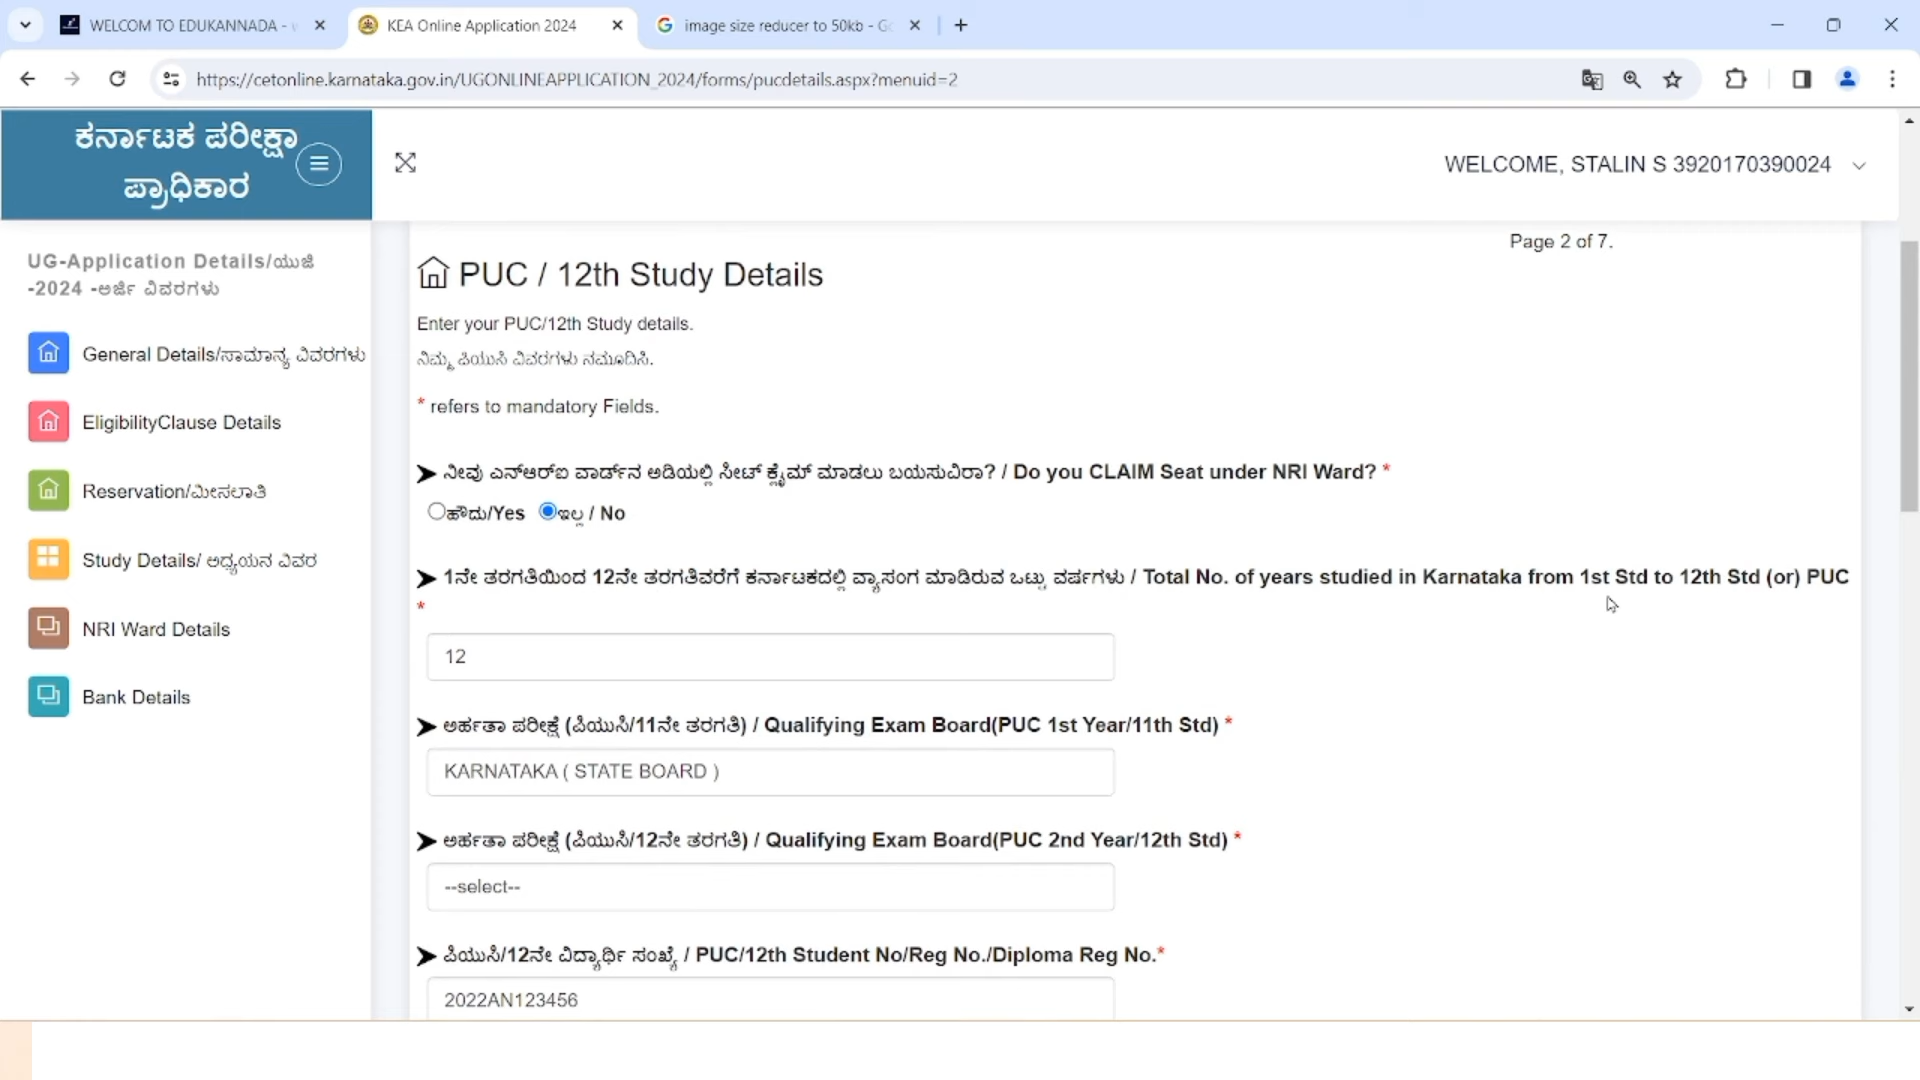 WELCOM TO EDUKANNADA -
KEA Online Application 2024
image size reducer to 50kb - Go
https://cetonline.karnataka.gov.in/UGONLINEAPPLICATION_2024/forms/pucdetails.aspx?menuid=2
ಕರ್ನಾಟಕ ಪರೀಕ್ಷಾ
ಪ್ರಾಧಿಕಾರ
WELCOME, STALIN S 3920170390024
UG-Application Details/ಯುಜಿ
-2024 -ಅರ್ಜಿ ವಿವರಗಳು
General Details/ಸಾಮಾನ್ಯ ವಿವರಗಳು
EligibilityClause Details
Reservation/ಮೀಸಲಾತಿ
Study Details/ ಅಧ್ಯಯನ ವಿವರ
NRI Ward Details
Bank Details
Page 2 of 7.
PUC / 12th Study Details
Enter your PUC/12th Study details.
ನಿಮ್ಮ ಪಿಯುಸಿ ವಿವರಗಳು ನಮೂದಿಸಿ.
* refers to mandatory Fields.
➤ ನೀವು ಎನ್ಆರ್ಐ ವಾರ್ಡ್‌ನ ಅಡಿಯಲ್ಲಿ ಸೀಟ್ ಕ್ಲೈಮ್ ಮಾಡಲು ಬಯಸುವಿರಾ? / Do you CLAIM Seat under NRI Ward? *
ಹೌದು/Yes ಇಲ್ಲ / No
➤ 1ನೇ ತರಗತಿಯಿಂದ 12ನೇ ತರಗತಿವರೆಗೆ ಕರ್ನಾಟಕದಲ್ಲಿ ವ್ಯಾಸಂಗ ಮಾಡಿರುವ ಒಟ್ಟು ವರ್ಷಗಳು / Total No. of years studied in Karnataka from 1st Std to 12th Std (or) PUC
*
12
➤ ಅರ್ಹತಾ ಪರೀಕ್ಷೆ (ಪಿಯುಸಿ/11ನೇ ತರಗತಿ) / Qualifying Exam Board(PUC 1st Year/11th Std) *
KARNATAKA ( STATE BOARD )
➤ ಅರ್ಹತಾ ಪರೀಕ್ಷೆ (ಪಿಯುಸಿ/12ನೇ ತರಗತಿ) / Qualifying Exam Board(PUC 2nd Year/12th Std) *
--select--
➤ ಪಿಯುಸಿ/12ನೇ ವಿದ್ಯಾರ್ಥಿ ಸಂಖ್ಯೆ / PUC/12th Student No/Reg No./Diploma Reg No.*
2022AN123456